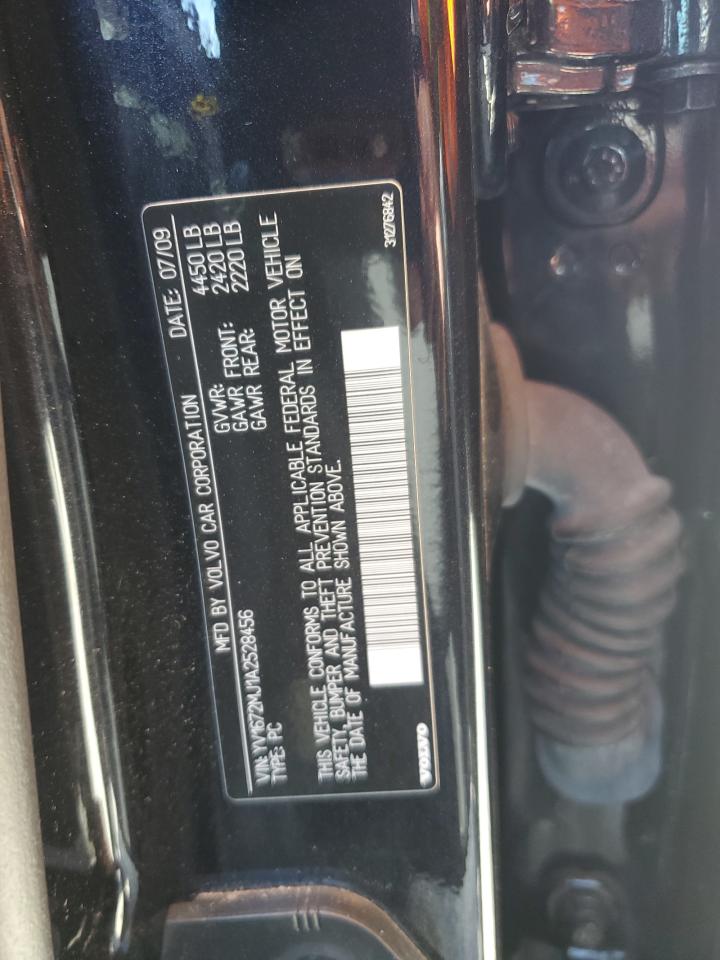 MFD BY VOLVO CAR CORPORATION DATE: 07/09
VIN: YV1672MJ1A2528456 GVWR: 4450 LB
TYPE: PC GAWR FRONT: 2420 LB
GAWR REAR: 2220 LB
THIS VEHICLE CONFORMS TO ALL APPLICABLE FEDERAL MOTOR VEHICLE
SAFETY, BUMPER AND THEFT PREVENTION STANDARDS IN EFFECT ON
THE DATE OF MANUFACTURE SHOWN ABOVE.
VOLVO 31276842